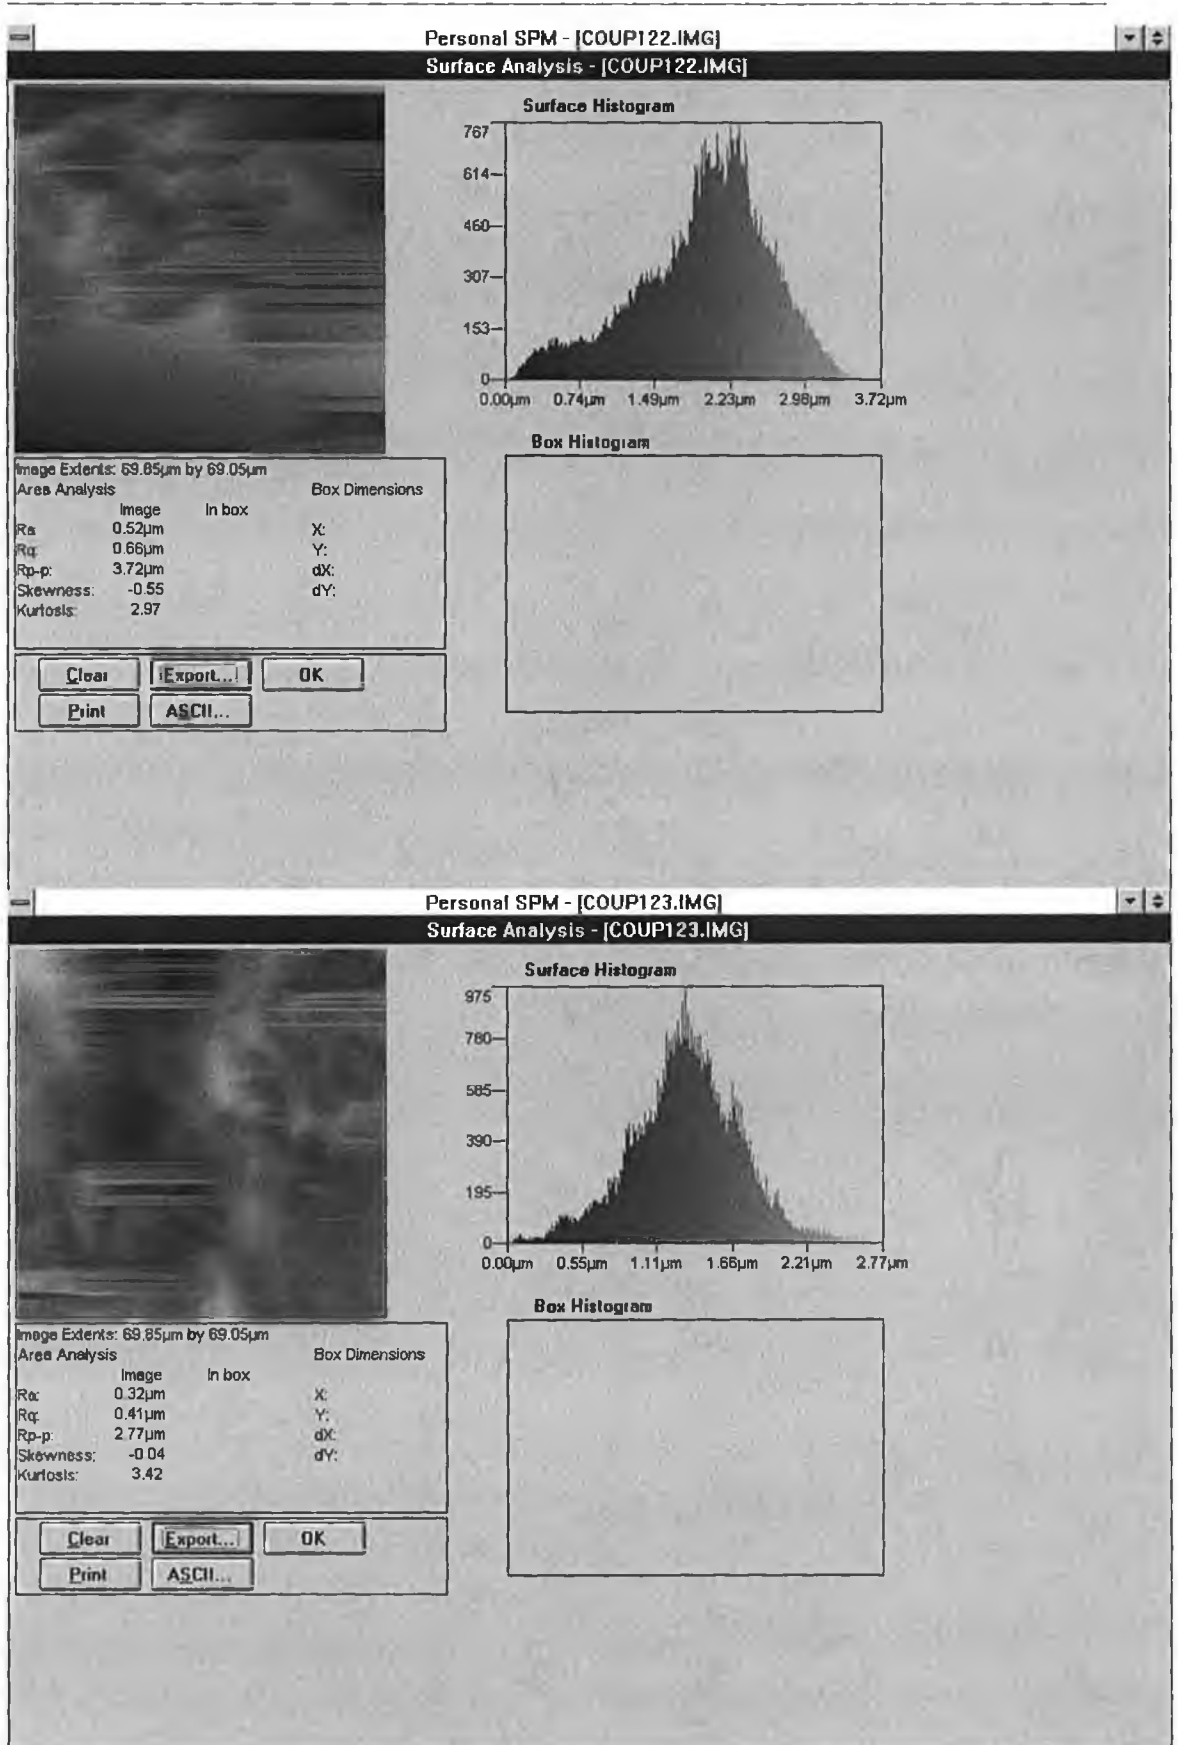 Personal SPM - [COUP122.IMG]
Surface Analysis - [COUP122.IMG]
Surface Histogram
767
614
460
307
153
0
0.00µm 0.74µm 1.49µm 2.23µm 2.98µm 3.72µm
Box Histogram
Image Extents: 69.85µm by 69.05µm
Area Analysis Box Dimensions
Image In box
Ra: 0.52µm X:
Rq: 0.66µm Y:
Rp-p: 3.72µm dX:
Skewness: -0.55 dY:
Kurtosis: 2.97
Clear Export... OK
Print ASCII...
Personal SPM - [COUP123.IMG]
Surface Analysis - [COUP123.IMG]
Surface Histogram
975
780
585
390
195
0
0.00µm 0.55µm 1.11µm 1.66µm 2.21µm 2.77µm
Box Histogram
Image Extents: 69.85µm by 69.05µm
Area Analysis Box Dimensions
Image In box
Ra: 0.32µm X:
Rq: 0.41µm Y:
Rp-p: 2.77µm dX:
Skewness: -0.04 dY:
Kurtosis: 3.42
Clear Export... OK
Print ASCII...